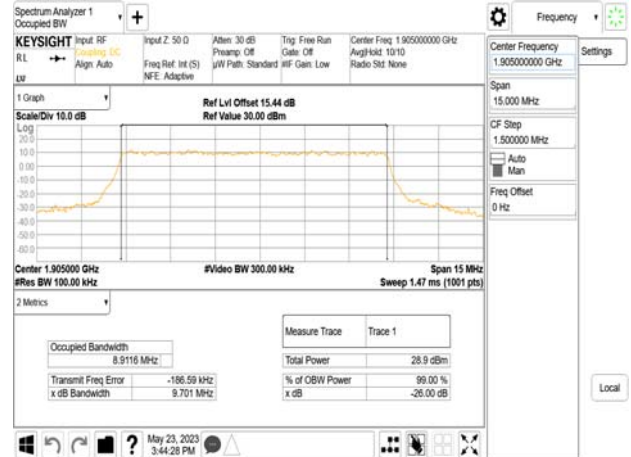 Spectrum Analyzer 1
Occupied BW
Frequency
KEYSIGHT
Input: RF
Coupling: DC
Align: Auto
Input Z: 50 Ω
Freq Ref: Int (S)
NFE: Adaptive
Atten: 30 dB
Preamp: Off
µW Path: Standard
Trig: Free Run
Gate: Off
#IF Gain: Low
Center Freq: 1.905000000 GHz
Avg|Hold: 10/10
Radio Std: None
RL
Center Frequency
1.905000000 GHz
Settings
Span
15.000 MHz
CF Step
1.500000 MHz
Auto
Man
Freq Offset
0 Hz
Local
1 Graph
Scale/Div 10.0 dB
Ref Lvl Offset 15.44 dB
Ref Value 30.00 dBm
Log
20.0
10.0
0.00
-10.0
-20.0
-30.0
-40.0
-50.0
-60.0
Center 1.905000 GHz
#Video BW 300.00 kHz
Span 15 MHz
#Res BW 100.00 kHz
Sweep 1.47 ms (1001 pts)
2 Metrics
Measure Trace
Trace 1
Occupied Bandwidth
8.9116 MHz
Total Power
28.9 dBm
Transmit Freq Error
-186.59 kHz
% of OBW Power
99.00 %
x dB Bandwidth
9.701 MHz
x dB
-26.00 dB
May 23, 2023
3:44:28 PM